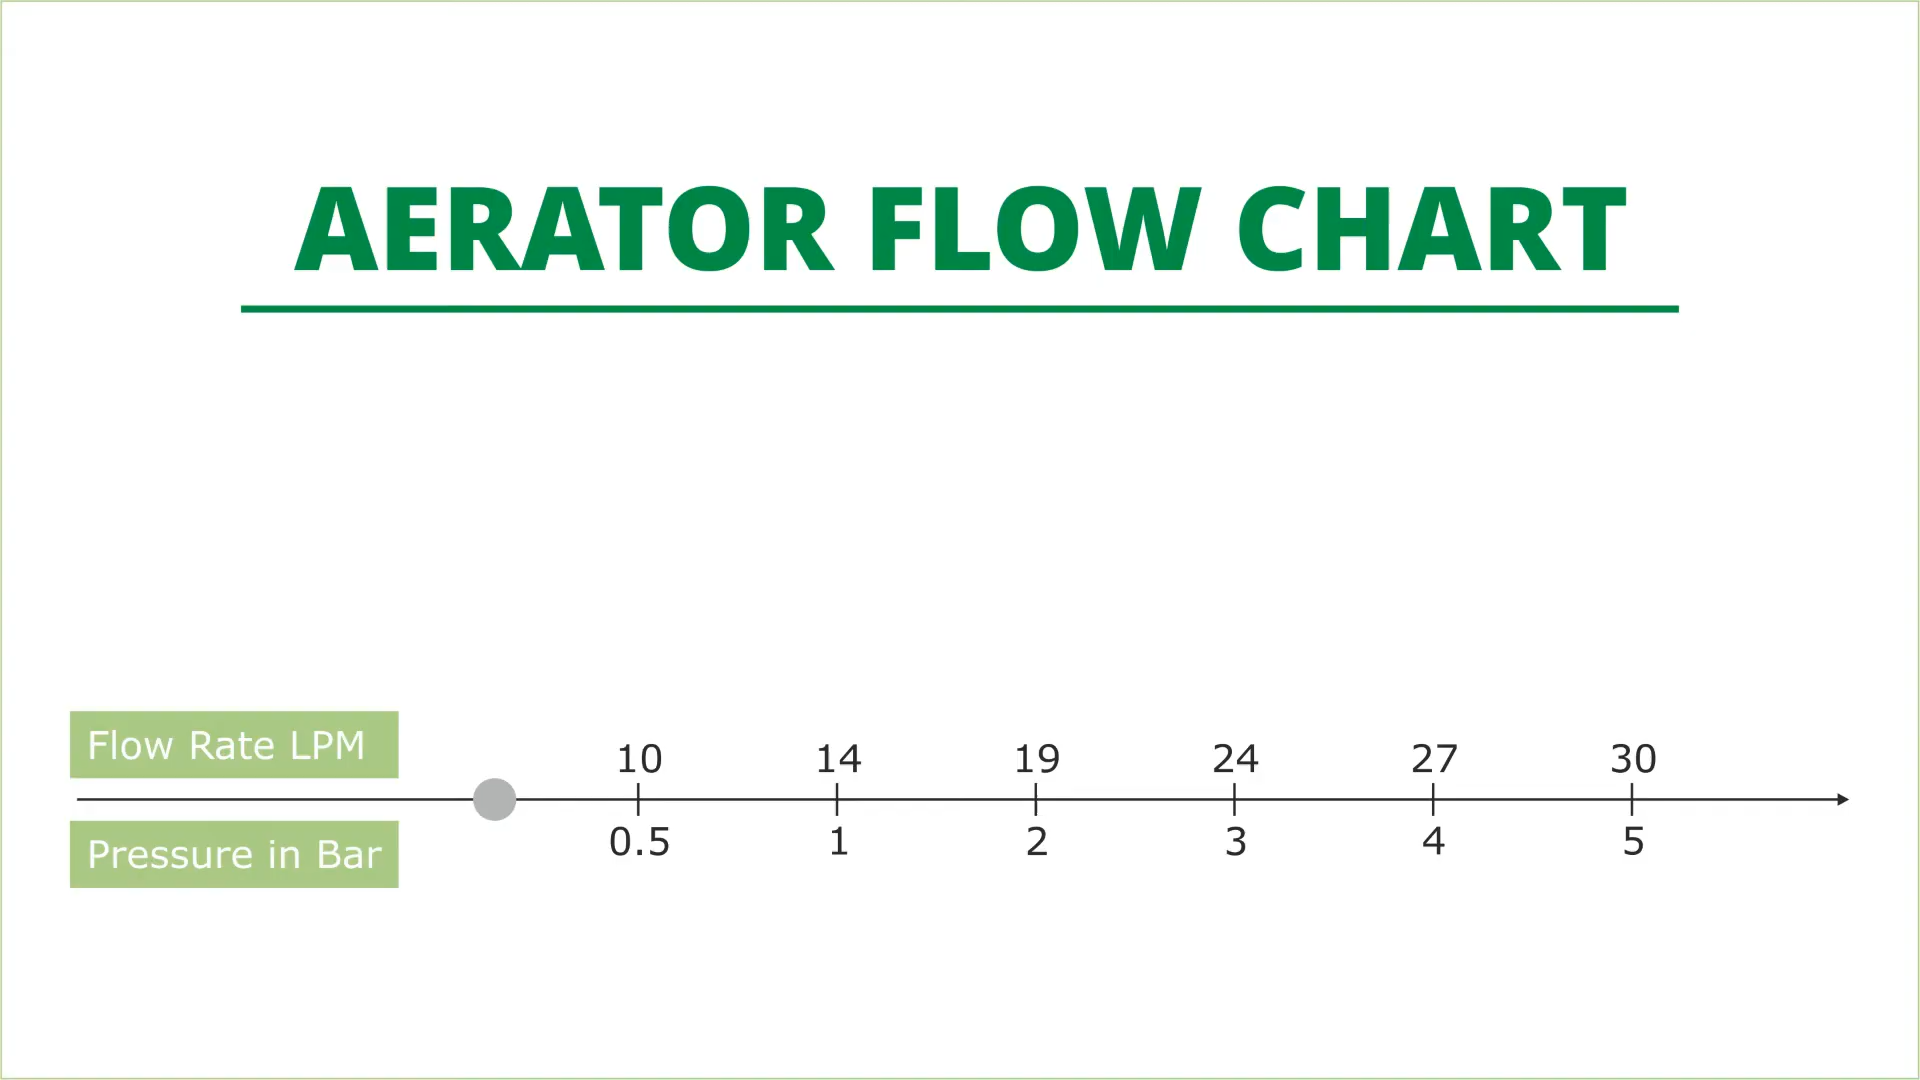 AERATOR FLOW CHART
Flow Rate LPM
10 14 19 24 27 30
0.5 1 2 3 4 5
Pressure in Bar